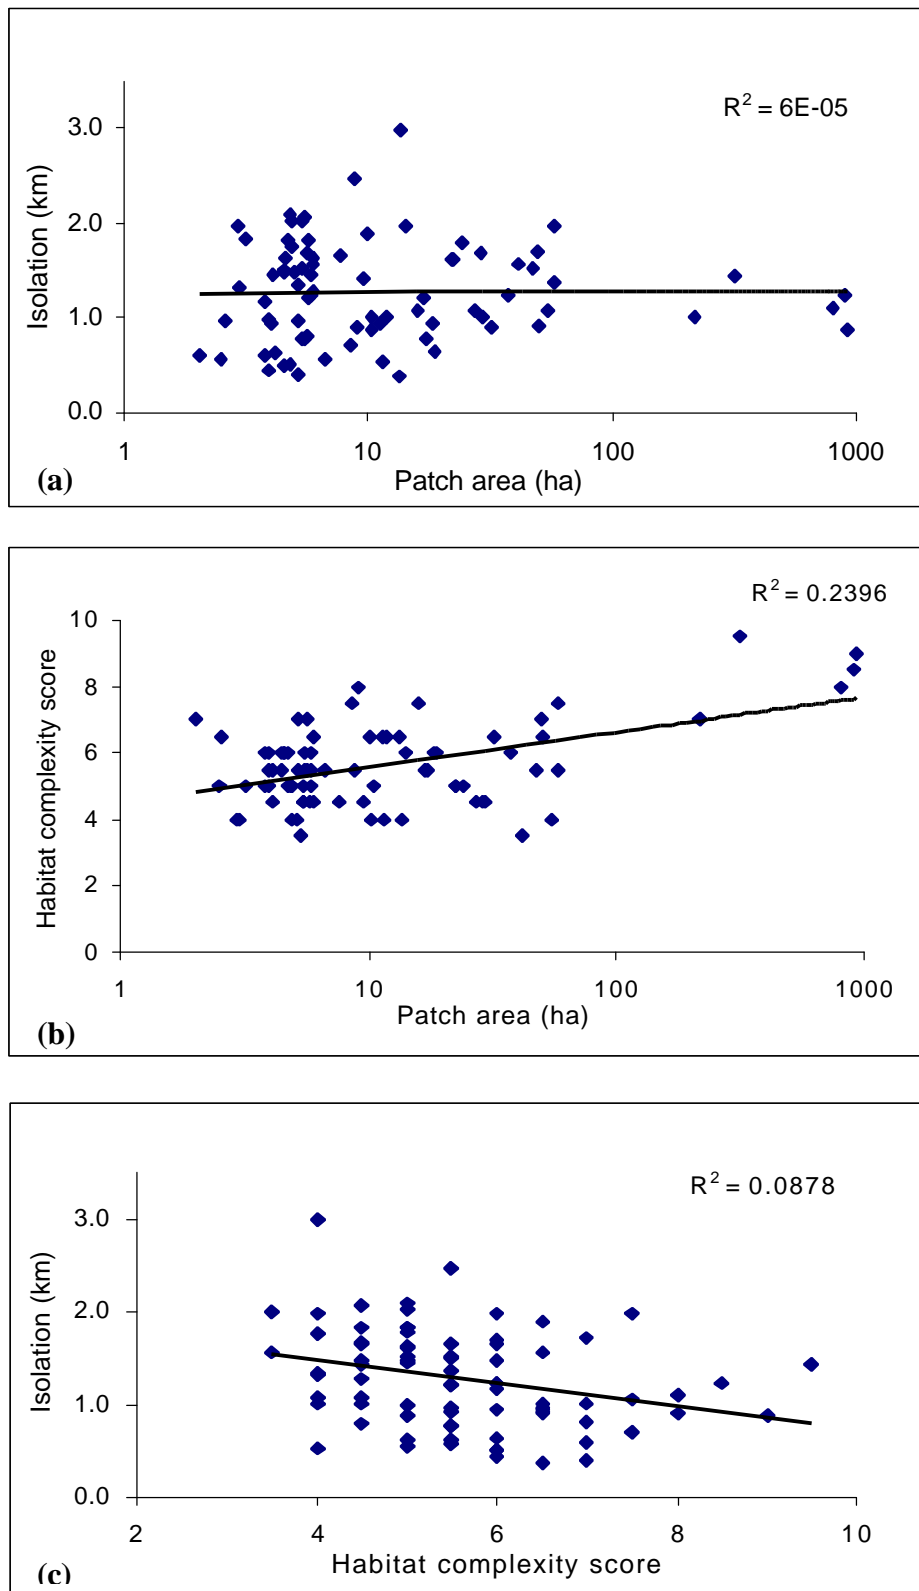 R² = 6E-05
3.0
2.0
1.0
0.0
Isolation (km)
1 10 100 1000
Patch area (ha)
(a)
R² = 0.2396
10
8
6
4
2
0
Habitat complexity score
1 10 100 1000
Patch area (ha)
(b)
R² = 0.0878
3.0
2.0
1.0
0.0
Isolation (km)
2 4 6 8 10
Habitat complexity score
(c)